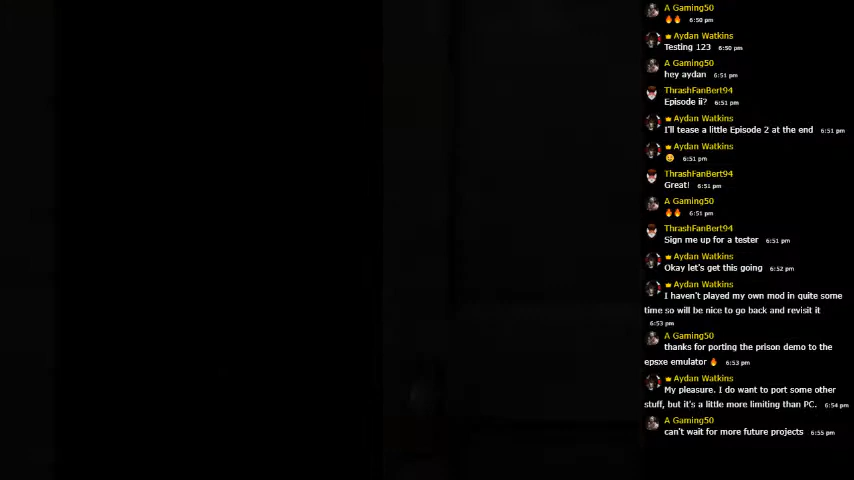 A Gaming50
🔥🔥 6:50 pm
Aydan Watkins
Testing 123 6:50 pm
A Gaming50
hey aydan 6:51 pm
ThrashFanBert94
Episode ii? 6:51 pm
Aydan Watkins
I'll tease a little Episode 2 at the end 6:51 pm
Aydan Watkins
😀 6:51 pm
ThrashFanBert94
Great! 6:51 pm
A Gaming50
🔥🔥 6:51 pm
ThrashFanBert94
Sign me up for a tester 6:51 pm
Aydan Watkins
Okay let's get this going 6:52 pm
Aydan Watkins
I haven't played my own mod in quite some
time so will be nice to go back and revisit it
6:53 pm
A Gaming50
thanks for porting the prison demo to the
epsxe emulator 🔥 6:53 pm
Aydan Watkins
My pleasure. I do want to port some other
stuff, but it's a little more limiting than PC. 6:54 pm
A Gaming50
can't wait for more future projects 6:55 pm